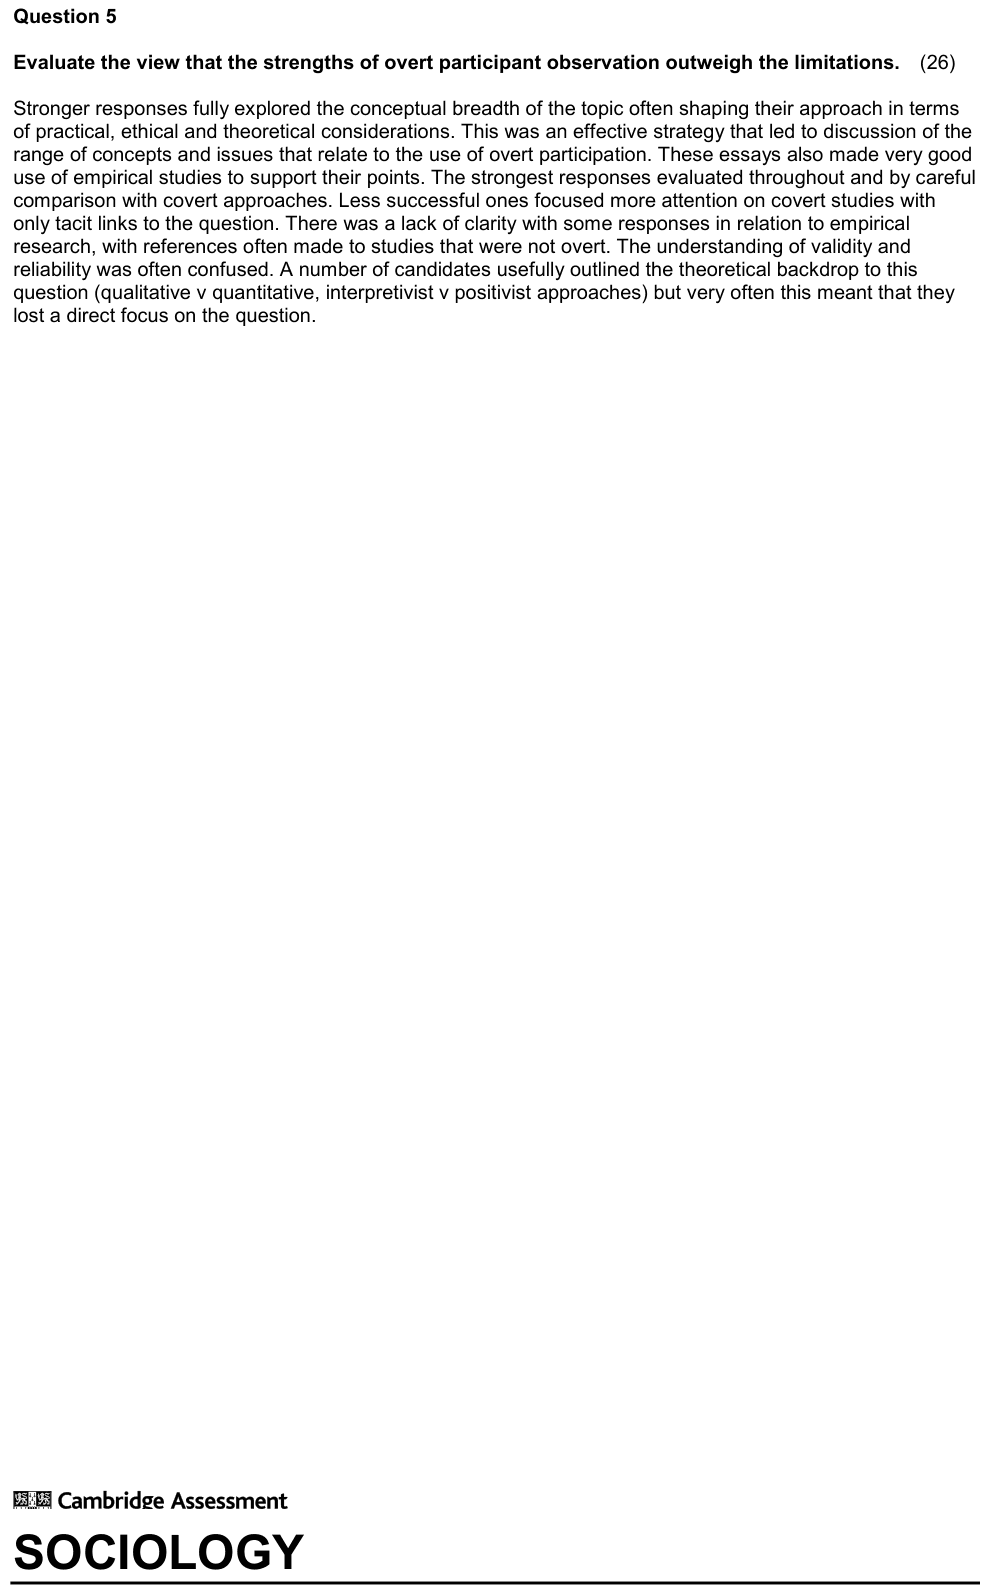 Question 5
Evaluate the view that the strengths of overt participant observation outweigh the limitations. (26)
Stronger responses fully explored the conceptual breadth of the topic often shaping their approach in terms
of practical, ethical and theoretical considerations. This was an effective strategy that led to discussion of the
range of concepts and issues that relate to the use of overt participation. These essays also made very good
use of empirical studies to support their points. The strongest responses evaluated throughout and by careful
comparison with covert approaches. Less successful ones focused more attention on covert studies with
only tacit links to the question. There was a lack of clarity with some responses in relation to empirical
research, with references often made to studies that were not overt. The understanding of validity and
reliability was often confused. A number of candidates usefully outlined the theoretical backdrop to this
question (qualitative v quantitative, interpretivist v positivist approaches) but very often this meant that they
lost a direct focus on the question.
Cambridge Assessment
SOCIOLOGY